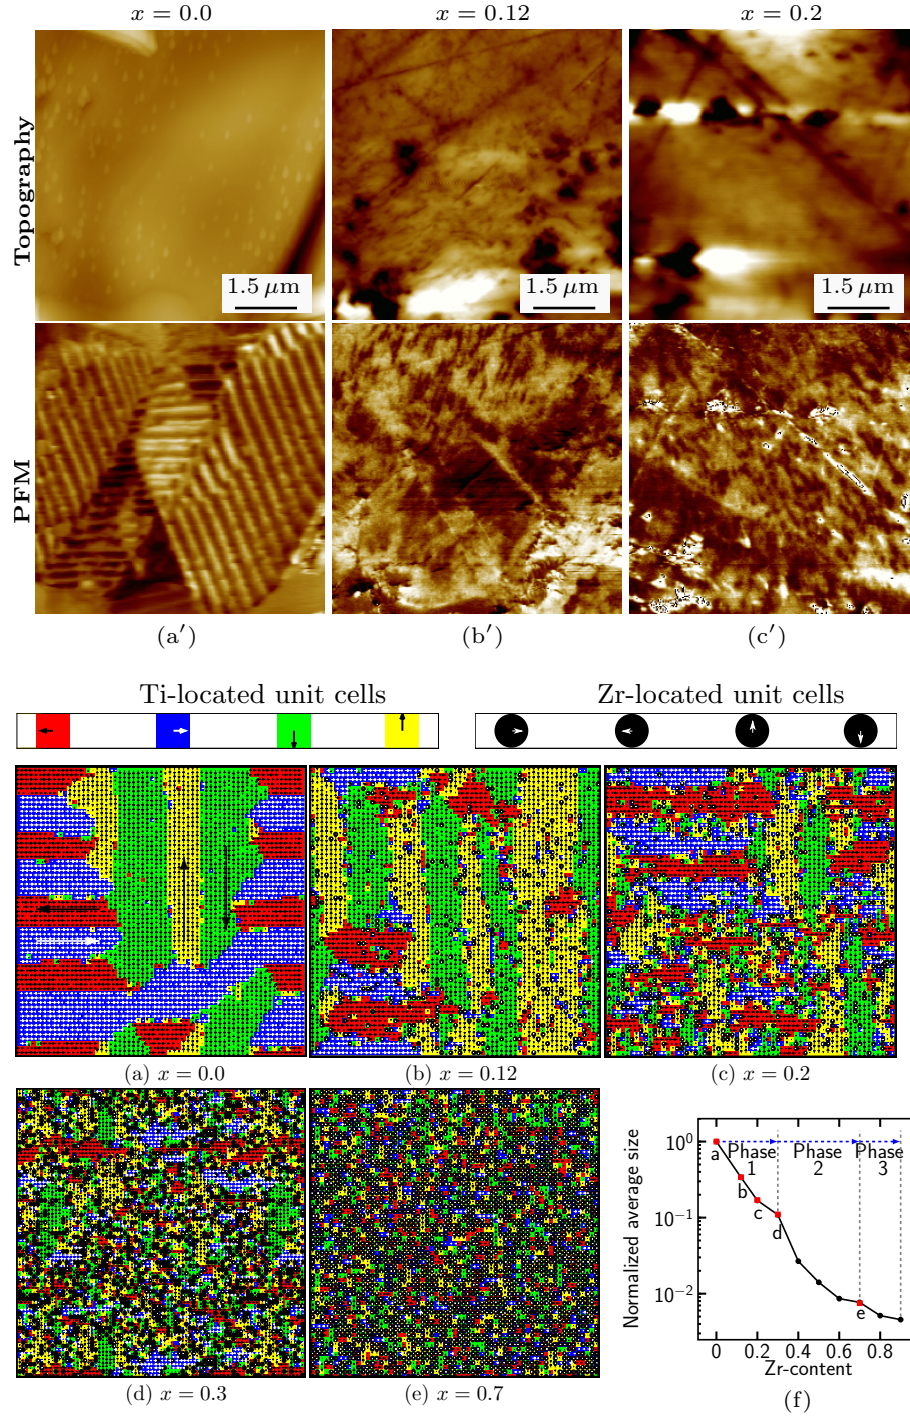 x = 0.0 x = 0.12 x = 0.2
Topography
1.5 μm 1.5 μm 1.5 μm
PFM
(a′) (b′) (c′)
Ti-located unit cells Zr-located unit cells
(a) x = 0.0 (b) x = 0.12 (c) x = 0.2
(d) x = 0.3 (e) x = 0.7
Normalized average size
10⁰
10⁻¹
10⁻²
Phase 1
Phase 2
Phase 3
a
b
c
d
e
0 0.2 0.4 0.6 0.8
Zr-content
(f)